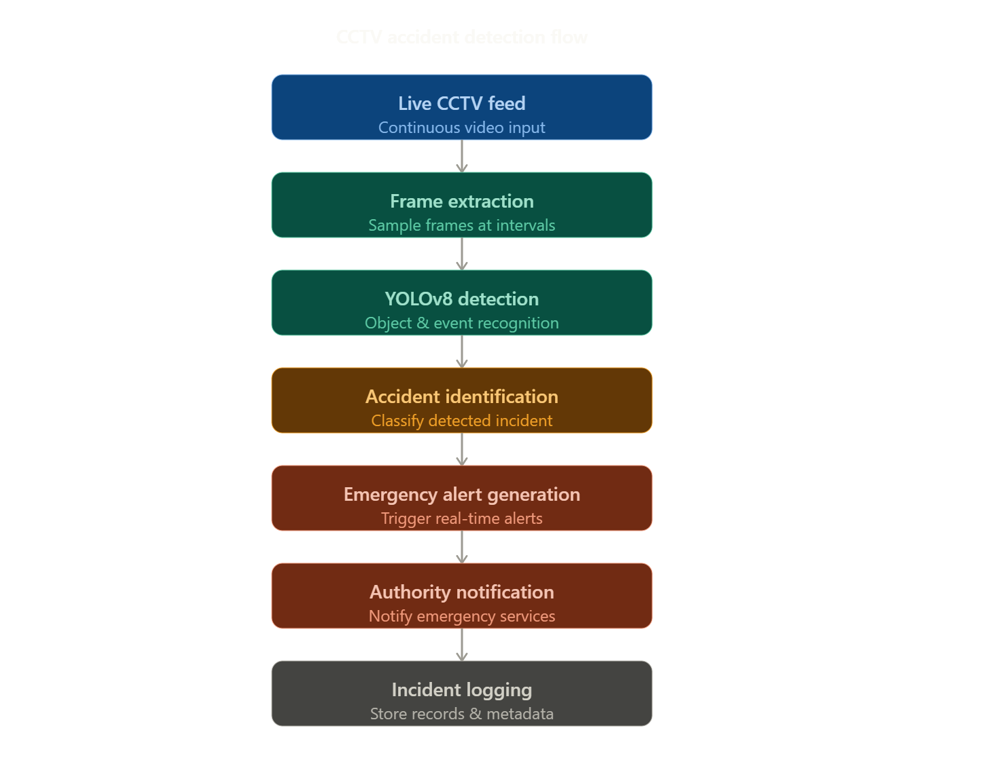 CCTV accident detection flow
Live CCTV feed
Continuous video input
Frame extraction
Sample frames at intervals
YOLOv8 detection
Object & event recognition
Accident identification
Classify detected incident
Emergency alert generation
Trigger real-time alerts
Authority notification
Notify emergency services
Incident logging
Store records & metadata